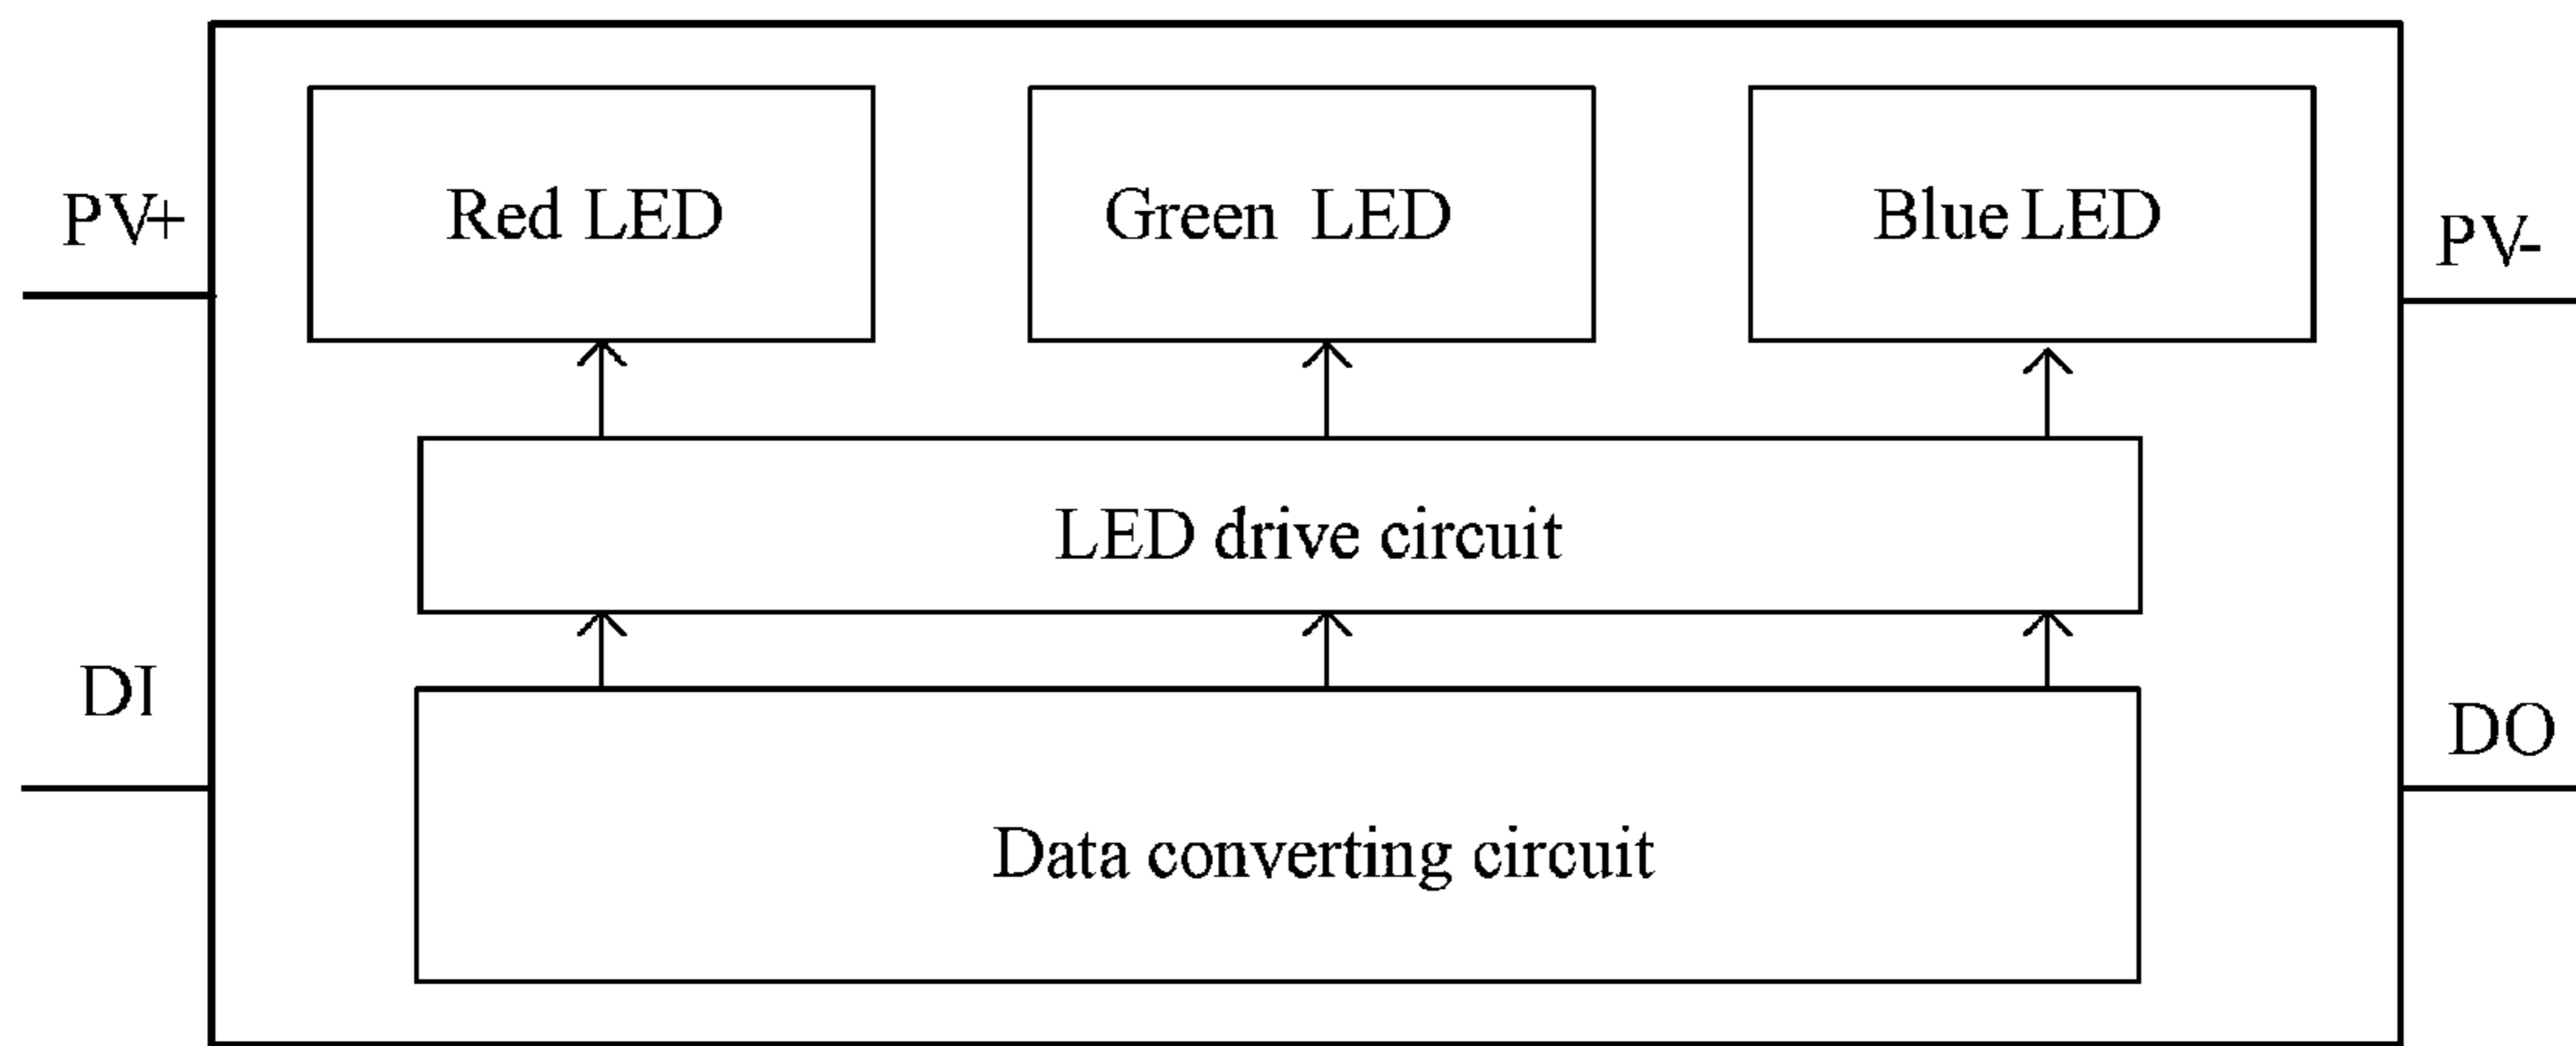 PV+
Red LED
Green LED
Blue LED
PV-
LED drive circuit
DI
DO
Data converting circuit